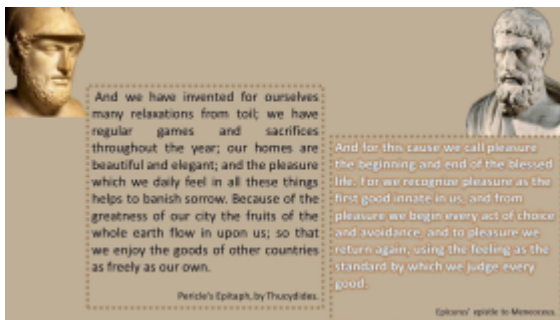 And we have invented for ourselves
many relaxations from toil; we have
regular games and sacrifices
throughout the year; our homes are
beautiful and elegant; and the pleasure
which we daily feel in all these things
helps to banish sorrow. Because of the
greatness of our city the fruits of the
whole earth flow in upon us; so that
we enjoy the goods of other countries
as freely as our own.
Pericle's Epitaph, by Thucydides.
And for this cause we call pleasure
the beginning and end of the blessed
life. For we recognize pleasure as the
first good innate in us, and from
pleasure we begin every act of choice
and avoidance, and to pleasure we
return again, using the feeling as the
standard by which we judge every
good.
Epicurus' epistle to